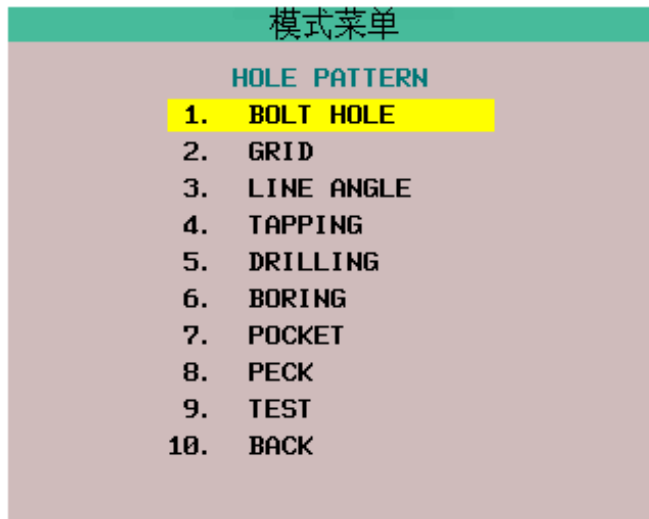 模式菜单
HOLE PATTERN
1. BOLT HOLE
2. GRID
3. LINE ANGLE
4. TAPPING
5. DRILLING
6. BORING
7. POCKET
8. PECK
9. TEST
10. BACK